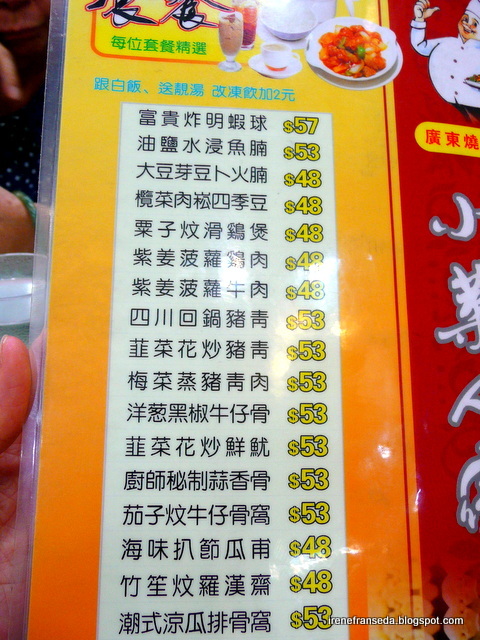 每位套餐精選
跟白飯、送靚湯 改凍飲加2元
富貴炸明蝦球 $57
油鹽水浸魚腩 $53
大豆芽豆卜火腩 $48
欖菜肉崧四季豆 $48
栗子炆滑鷄煲 $48
紫姜菠蘿鷄肉 $48
紫姜菠蘿牛肉 $48
四川回鍋豬青 $53
韮菜花炒豬青 $53
梅菜蒸豬青肉 $53
洋葱黑椒牛仔骨 $53
韮菜花炒鮮魷 $53
廚師秘制蒜香骨 $53
茄子炆牛仔骨窩 $53
海味扒節瓜甫 $48
竹笙炆羅漢齋 $48
潮式涼瓜排骨窩 $53
廣東燒
小
irenefranseda.blogspot.com